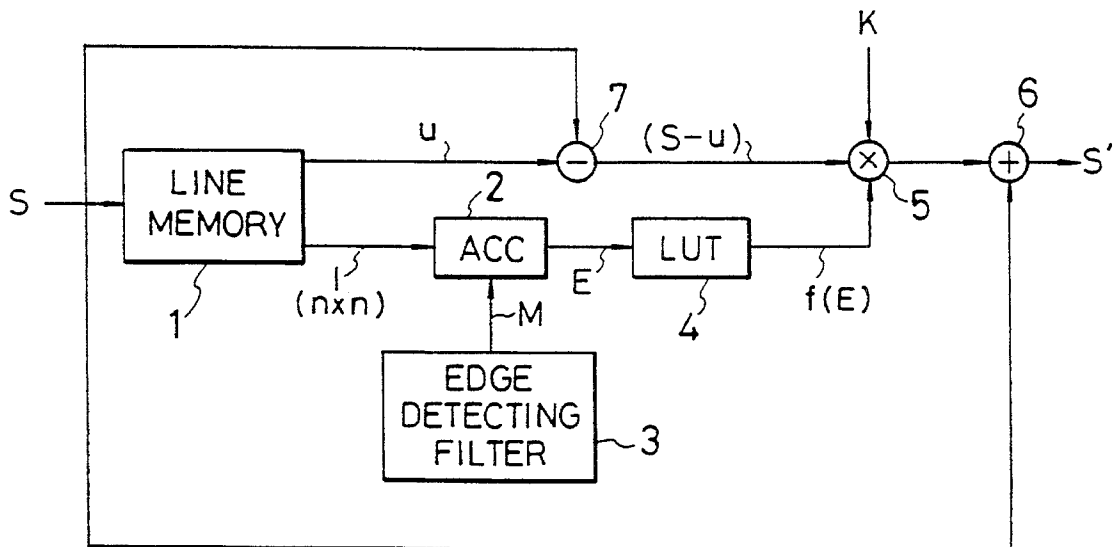 K
7
6
u
(S-u)
−
×
+
S'
S
LINE
MEMORY
2
5
ACC
LUT
1
I
(n×n)
E
4
f(E)
M
EDGE
DETECTING
FILTER
3